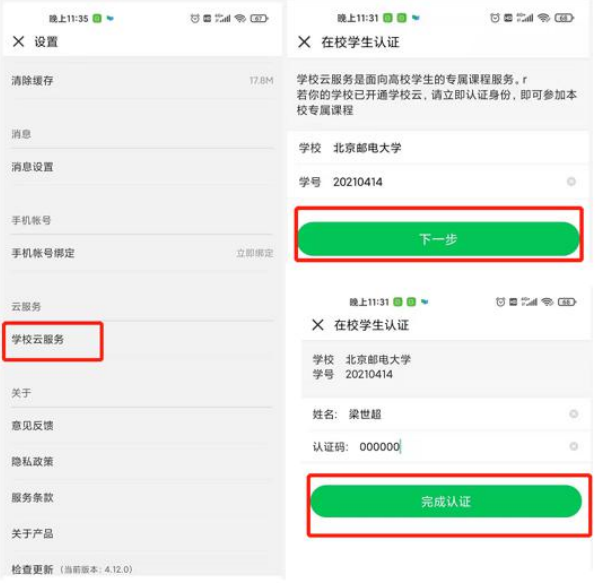 晚上11:35
67
设置
清除缓存
17.8M
消息
消息设置
手机帐号
手机帐号绑定
立即绑定
云服务
学校云服务
关于
意见反馈
隐私政策
服务条款
关于产品
检查更新 (当前版本: 4.12.0)
晚上11:31
68
在校学生认证
学校云服务是面向高校学生的专属课程服务。r
若你的学校已开通学校云，请立即认证身份，即可参加本
校专属课程
学校 北京邮电大学
学号 20210414
下一步
晚上11:31
68
在校学生认证
学校 北京邮电大学
学号 20210414
姓名: 梁世超
认证码: 000000
完成认证